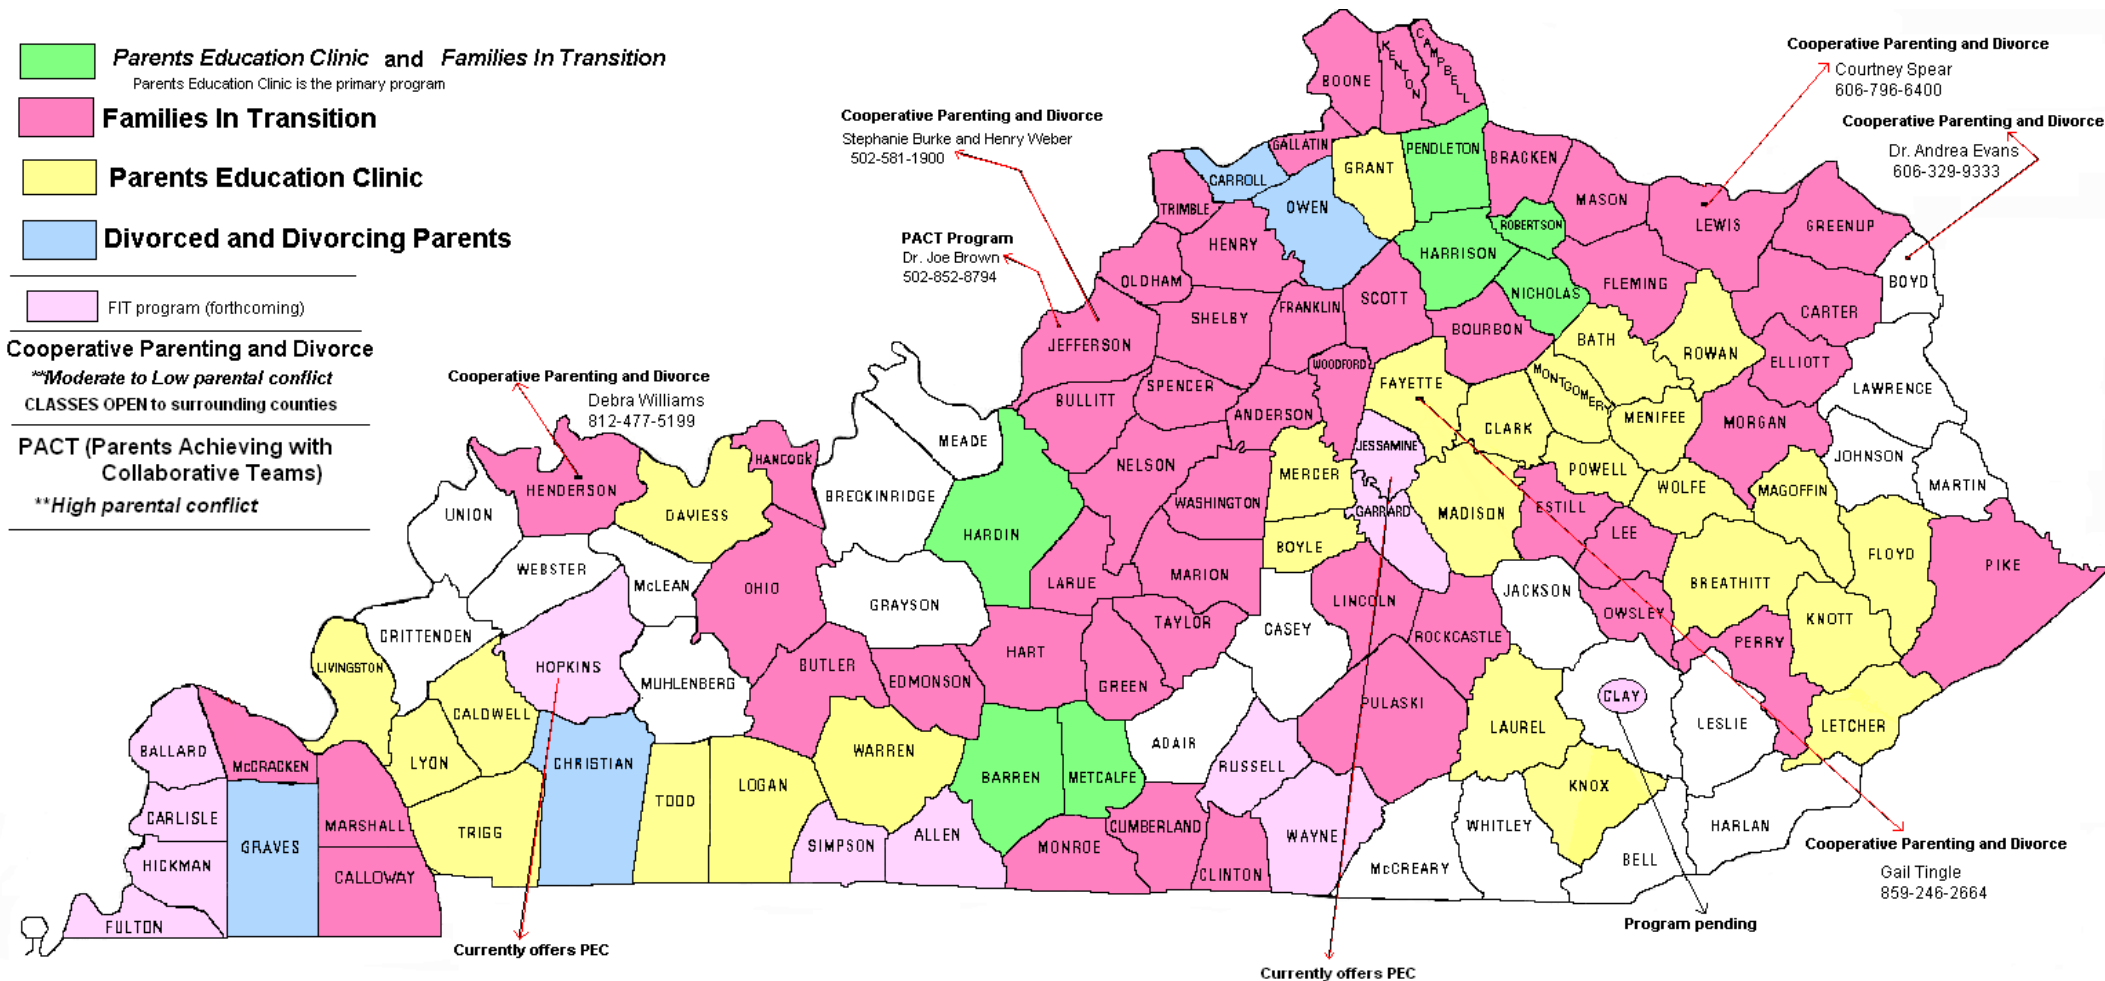 Parents Education Clinic and Families In Transition
Parents Education Clinic is the primary program
Families In Transition
Parents Education Clinic
Divorced and Divorcing Parents
FIT program (forthcoming)
Cooperative Parenting and Divorce
**Moderate to Low parental conflict
CLASSES OPEN to surrounding counties
PACT (Parents Achieving with
Collaborative Teams)
**High parental conflict
Cooperative Parenting and Divorce
Stephanie Burke and Henry Weber
502-581-1900
PACT Program
Dr. Joe Brown
502-852-8794
Cooperative Parenting and Divorce
Debra Williams
812-477-5199
Cooperative Parenting and Divorce
Courtney Spear
606-796-6400
Cooperative Parenting and Divorce
Dr. Andrea Evans
606-329-9333
BOONE
KENTON
CAMPBELL
GALLATIN
GRANT
PENDLETON
BRACKEN
CARROLL
OWEN
TRIMBLE
HENRY
MASON
ROBERTSON
LEWIS
GREENUP
HARRISON
OLDHAM
FRANKLIN
SCOTT
NICHOLAS
FLEMING
BOYD
SHELBY
BOURBON
CARTER
JEFFERSON
WOODFORD
FAYETTE
BATH
ROWAN
ELLIOTT
LAWRENCE
SPENCER
BULLITT
ANDERSON
MONTGOMERY
CLARK
MENIFEE
MORGAN
MEADE
JESSAMINE
JOHNSON
HANCOCK
NELSON
MERCER
POWELL
WOLFE
MAGOFFIN
MARTIN
BRECKINRIDGE
HENDERSON
UNION
DAVIESS
WASHINGTON
GARRARD
MADISON
ESTILL
HARDIN
BOYLE
LEE
FLOYD
PIKE
WEBSTER
McLEAN
OHIO
LARUE
MARION
BREATHITT
GRAYSON
LINCOLN
JACKSON
OWSLEY
KNOTT
CRITTENDEN
TAYLOR
CASEY
ROCKCASTLE
PERRY
LIVINGSTON
HOPKINS
MUHLENBERG
BUTLER
EDMONSON
HART
GREEN
CLAY
PULASKI
CALDWELL
LAUREL
LESLIE
LETCHER
BALLARD
McCRACKEN
LYON
CHRISTIAN
WARREN
ADAIR
RUSSELL
BARREN
METCALFE
TODD
LOGAN
KNOX
CARLISLE
MARSHALL
TRIGG
GRAVES
SIMPSON
ALLEN
MONROE
CUMBERLAND
WAYNE
WHITLEY
HARLAN
HICKMAN
CALLOWAY
CLINTON
McCREARY
BELL
FULTON
Cooperative Parenting and Divorce
Gail Tingle
859-246-2664
Program pending
Currently offers PEC
Currently offers PEC